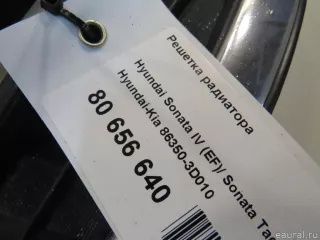 Решетка радиатора
Hyundai Sonata IV (EF)/ Sonata Ta
Hyundai-Kia 86350-3D010
80 656 640
eaural.ru